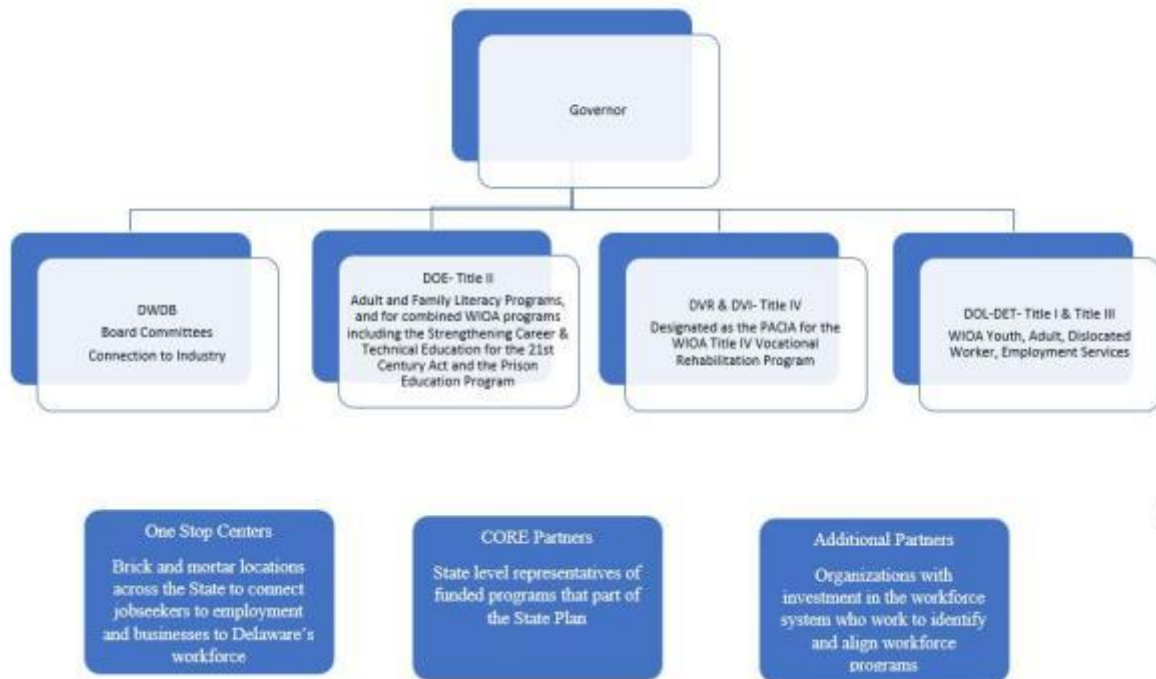 Governor
DWDB
Board Committees
Connection to Industry
DOE- Title II
Adult and Family Literacy Programs,
and for combined WIOA programs
including the Strengthening Career &
Technical Education for the 21st
Century Act and the Prison
Education Program
DVR & DVI- Title IV
Designated as the PACIA for the
WIOA Title IV Vocational
Rehabilitation Program
DOL-DET- Title I & Title III
WIOA Youth, Adult, Dislocated
Worker, Employment Services
One Stop Centers
Brick and mortar locations
across the State to connect
jobseekers to employment
and businesses to Delaware's
workforce
CORE Partners
State level representatives of
funded programs that part of
the State Plan
Additional Partners
Organizations with
investment in the workforce
system who work to identify
and align workforce
programs